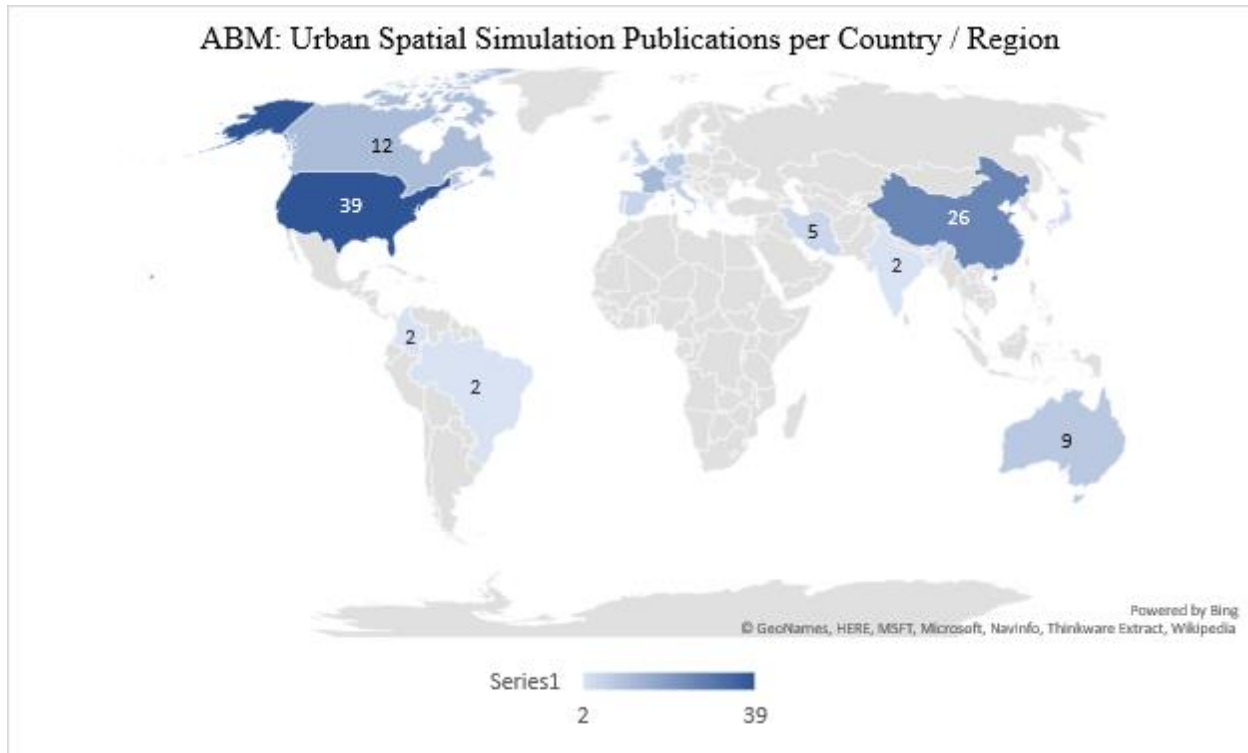 ABM: Urban Spatial Simulation Publications per Country / Region
12
39
26
5
2
2
2
9
Powered by Bing
© GeoNames, HERE, MSFT, Microsoft, NavInfo, Thinkware Extract, Wikipedia
Series1
2 39